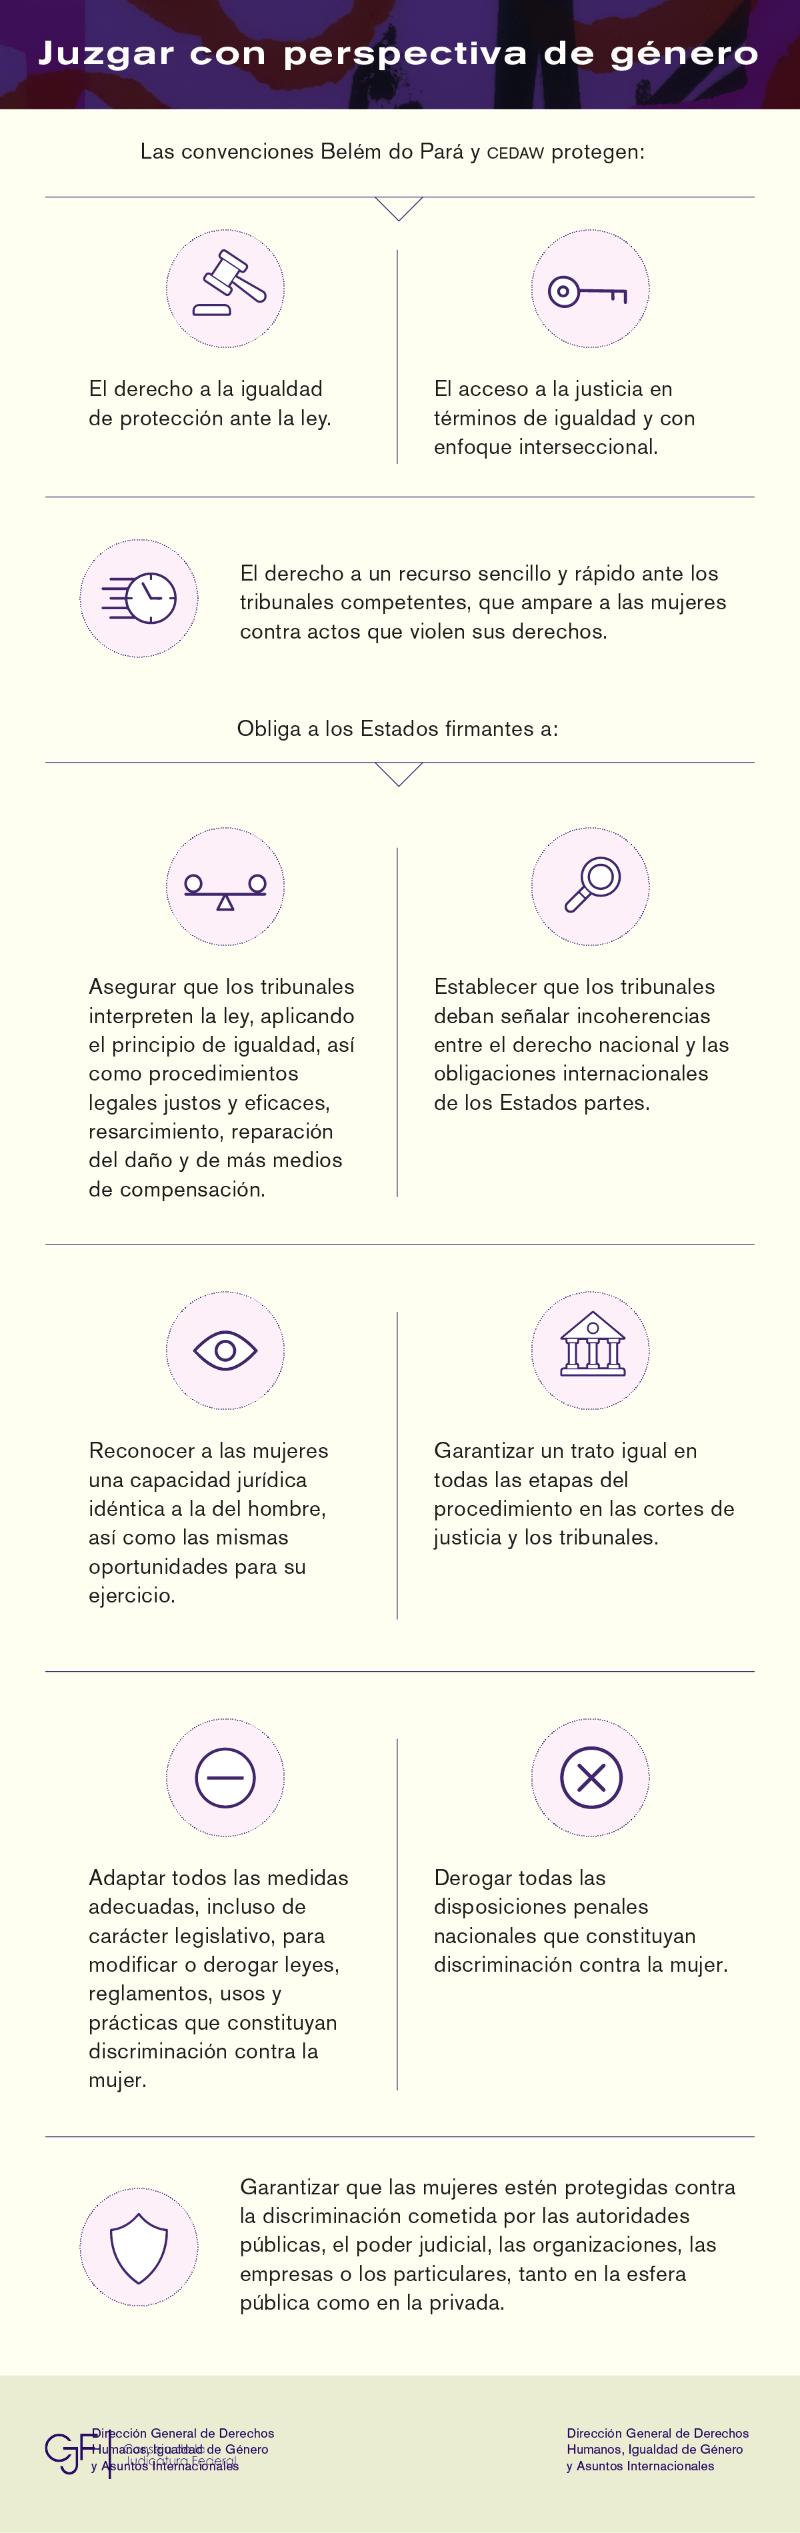 Juzgar con perspectiva de género
Las convenciones Belém do Pará y CEDAW protegen:
El derecho a la igualdad
de protección ante la ley.
El acceso a la justicia en
términos de igualdad y con
enfoque interseccional.
El derecho a un recurso sencillo y rápido ante los
tribunales competentes, que ampare a las mujeres
contra actos que violen sus derechos.
Obliga a los Estados firmantes a:
Asegurar que los tribunales
interpreten la ley, aplicando
el principio de igualdad, así
como procedimientos
legales justos y eficaces,
resarcimiento, reparación
del daño y de más medios
de compensación.
Establecer que los tribunales
deban señalar incoherencias
entre el derecho nacional y las
obligaciones internacionales
de los Estados partes.
Reconocer a las mujeres
una capacidad jurídica
idéntica a la del hombre,
así como las mismas
oportunidades para su
ejercicio.
Garantizar un trato igual en
todas las etapas del
procedimiento en las cortes de
justicia y los tribunales.
Adaptar todos las medidas
adecuadas, incluso de
carácter legislativo, para
modificar o derogar leyes,
reglamentos, usos y
prácticas que constituyan
discriminación contra la
mujer.
Derogar todas las
disposiciones penales
nacionales que constituyan
discriminación contra la mujer.
Garantizar que las mujeres estén protegidas contra
la discriminación cometida por las autoridades
públicas, el poder judicial, las organizaciones, las
empresas o los particulares, tanto en la esfera
pública como en la privada.
CJF
Judicatura Federal
Dirección General de Derechos
Humanos, Igualdad de Género
y Asuntos Internacionales
Dirección General de Derechos
Humanos, Igualdad de Género
y Asuntos Internacionales